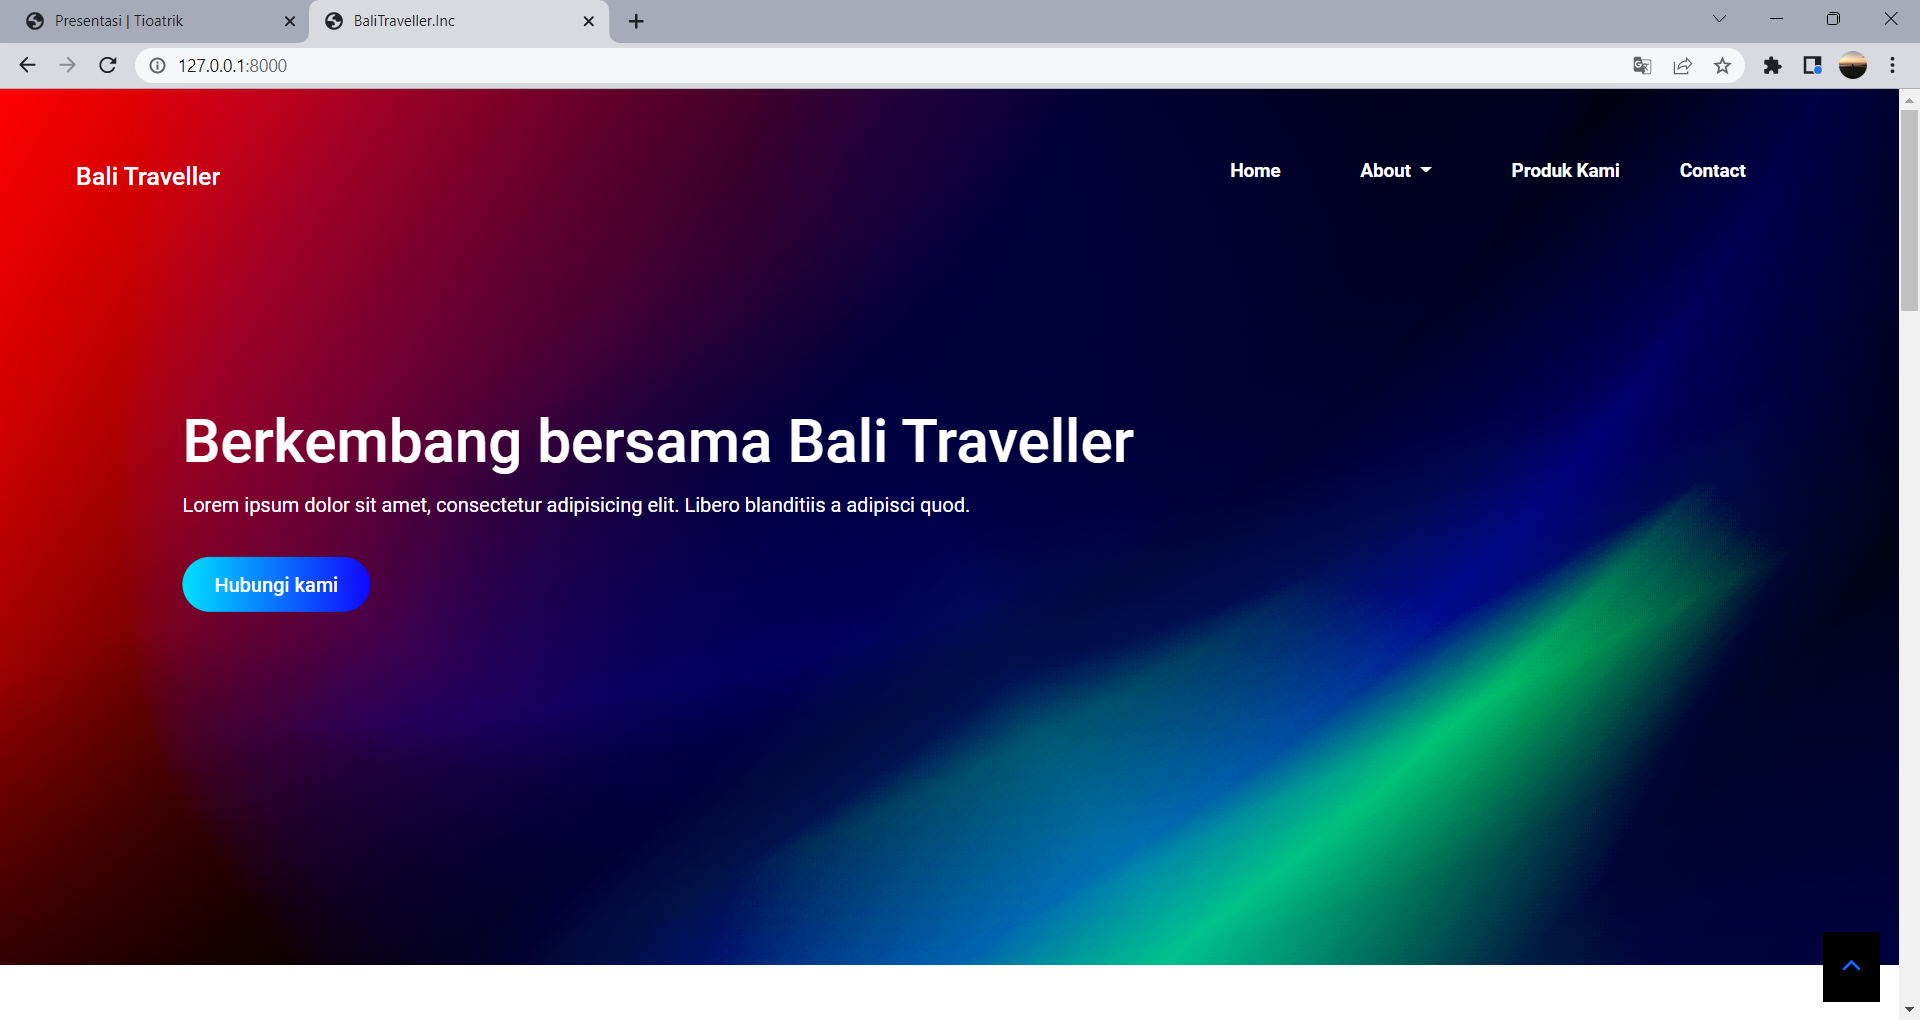 Presentasi | Tioatrik
BaliTraveller.Inc
127.0.0.1:8000
Bali Traveller
Home
About
Produk Kami
Contact
Berkembang bersama Bali Traveller
Lorem ipsum dolor sit amet, consectetur adipisicing elit. Libero blanditiis a adipisci quod.
Hubungi kami